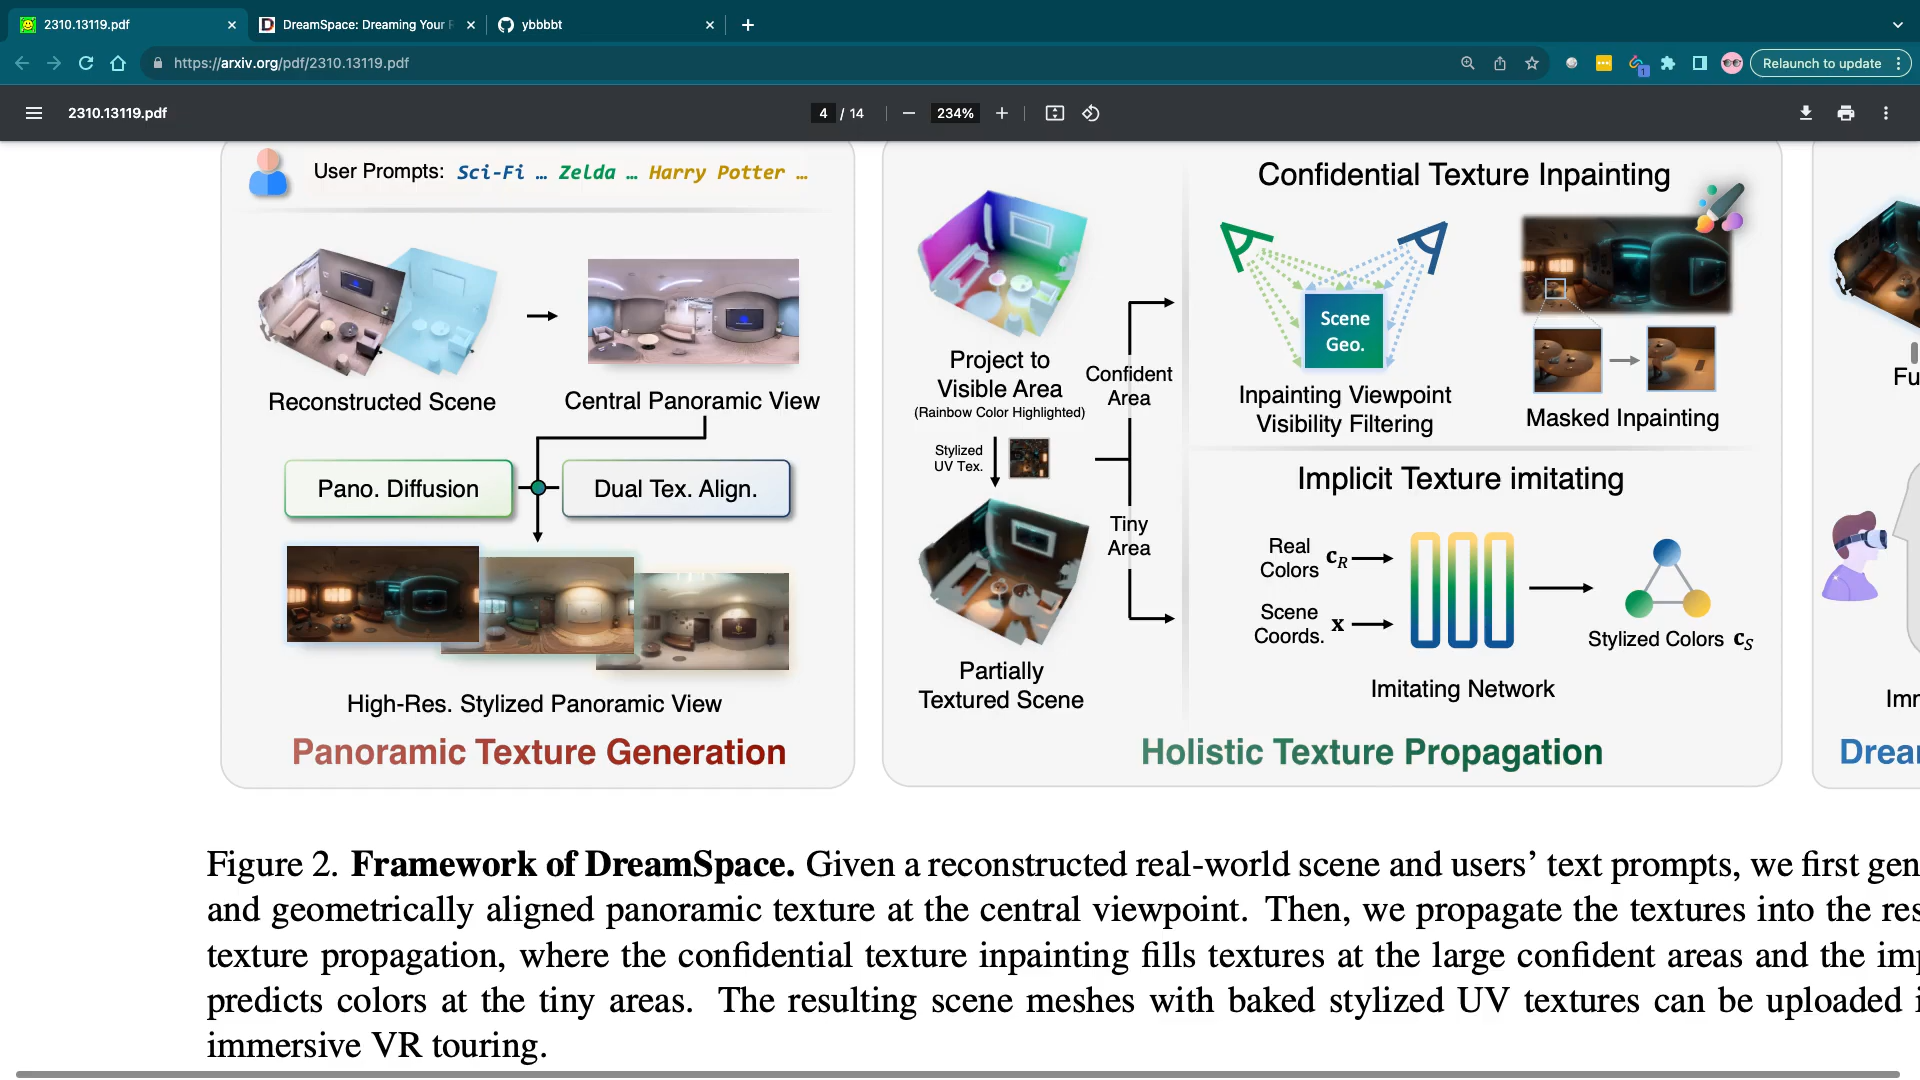 2310.13119.pdf
DreamSpace: Dreaming Your
ybbbbt
https://arxiv.org/pdf/2310.13119.pdf
1
Relaunch to update
2310.13119.pdf
4 / 14
234%
User Prompts: Sci-Fi … Zelda … Harry Potter …
Reconstructed Scene
Central Panoramic View
Pano. Diffusion
Dual Tex. Align.
High-Res. Stylized Panoramic View
Panoramic Texture Generation
Project to
Visible Area
(Rainbow Color Highlighted)
Stylized
UV Tex.
Partially
Textured Scene
Confident
Area
Tiny
Area
Confidential Texture Inpainting
Scene
Geo.
Inpainting Viewpoint
Visibility Filtering
Masked Inpainting
Implicit Texture imitating
Real
Colors c_R
Scene
Coords. x
Imitating Network
Stylized Colors c_S
Holistic Texture Propagation
Fu
Imr
Drea
Figure 2. Framework of DreamSpace. Given a reconstructed real-world scene and users’ text prompts, we first gen
and geometrically aligned panoramic texture at the central viewpoint. Then, we propagate the textures into the res
texture propagation, where the confidential texture inpainting fills textures at the large confident areas and the imp
predicts colors at the tiny areas. The resulting scene meshes with baked stylized UV textures can be uploaded i
immersive VR touring.